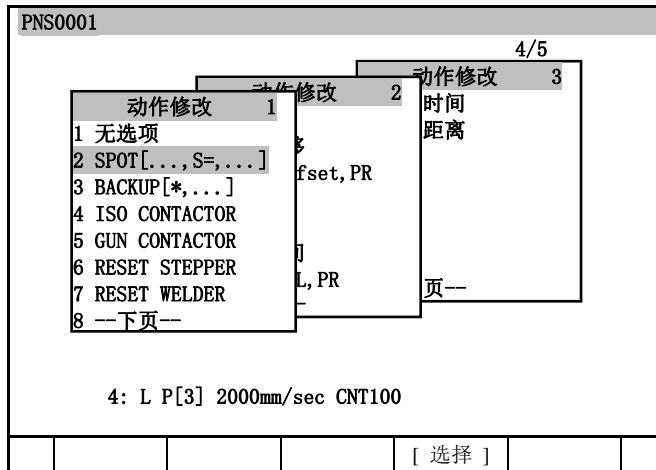 PNS0001
4/5
动作修改 1
1 无选项
2 SPOT[...,S=,...]
3 BACKUP[*,...]
4 ISO CONTACTOR
5 GUN CONTACTOR
6 RESET STEPPER
7 RESET WELDER
8 --下页--
修改 2
fset,PR
L,PR
动作修改 3
时间
距离
页--
4: L P[3] 2000mm/sec CNT100
[ 选择 ]